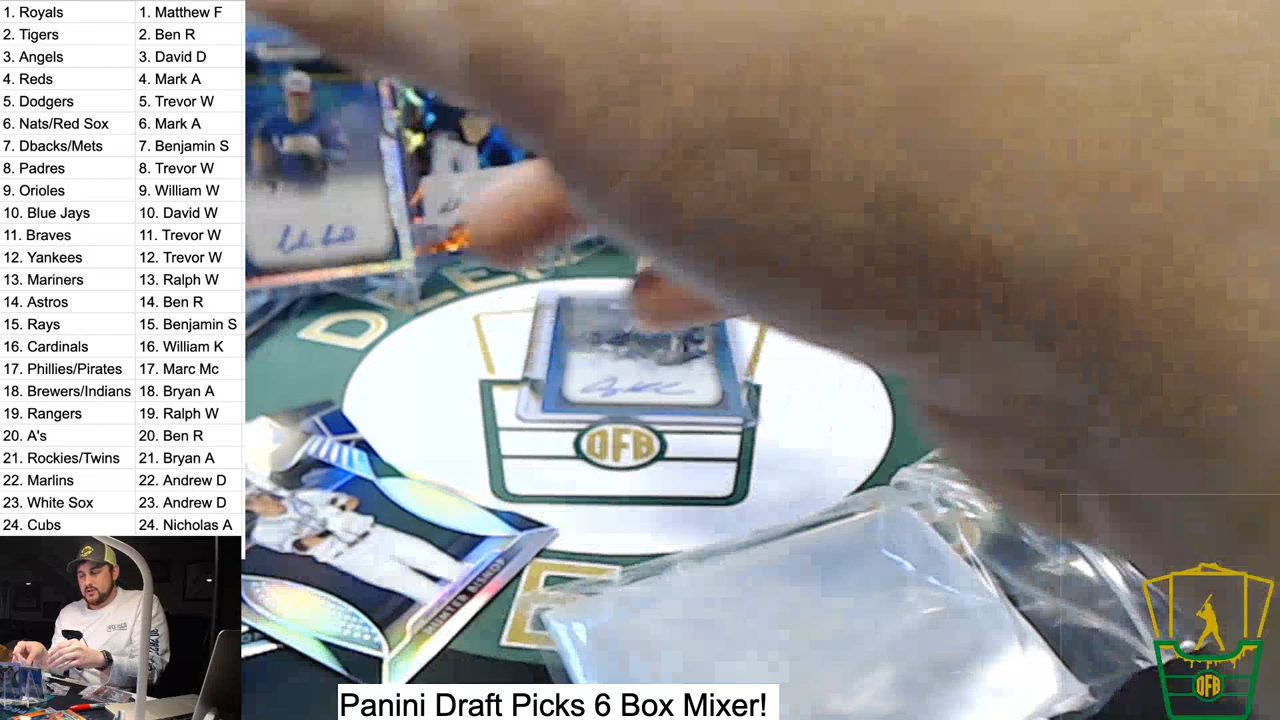 1. Royals 1. Matthew F
2. Tigers 2. Ben R
3. Angels 3. David D
4. Reds 4. Mark A
5. Dodgers 5. Trevor W
6. Nats/Red Sox 6. Mark A
7. Dbacks/Mets 7. Benjamin S
8. Padres 8. Trevor W
9. Orioles 9. William W
10. Blue Jays 10. David W
11. Braves 11. Trevor W
12. Yankees 12. Trevor W
13. Mariners 13. Ralph W
14. Astros 14. Ben R
15. Rays 15. Benjamin S
16. Cardinals 16. William K
17. Phillies/Pirates 17. Marc Mc
18. Brewers/Indians 18. Bryan A
19. Rangers 19. Ralph W
20. A's 20. Ben R
21. Rockies/Twins 21. Bryan A
22. Marlins 22. Andrew D
23. White Sox 23. Andrew D
24. Cubs 24. Nicholas A
OFB
HUNTER BISHOP
OFB
Panini Draft Picks 6 Box Mixer!